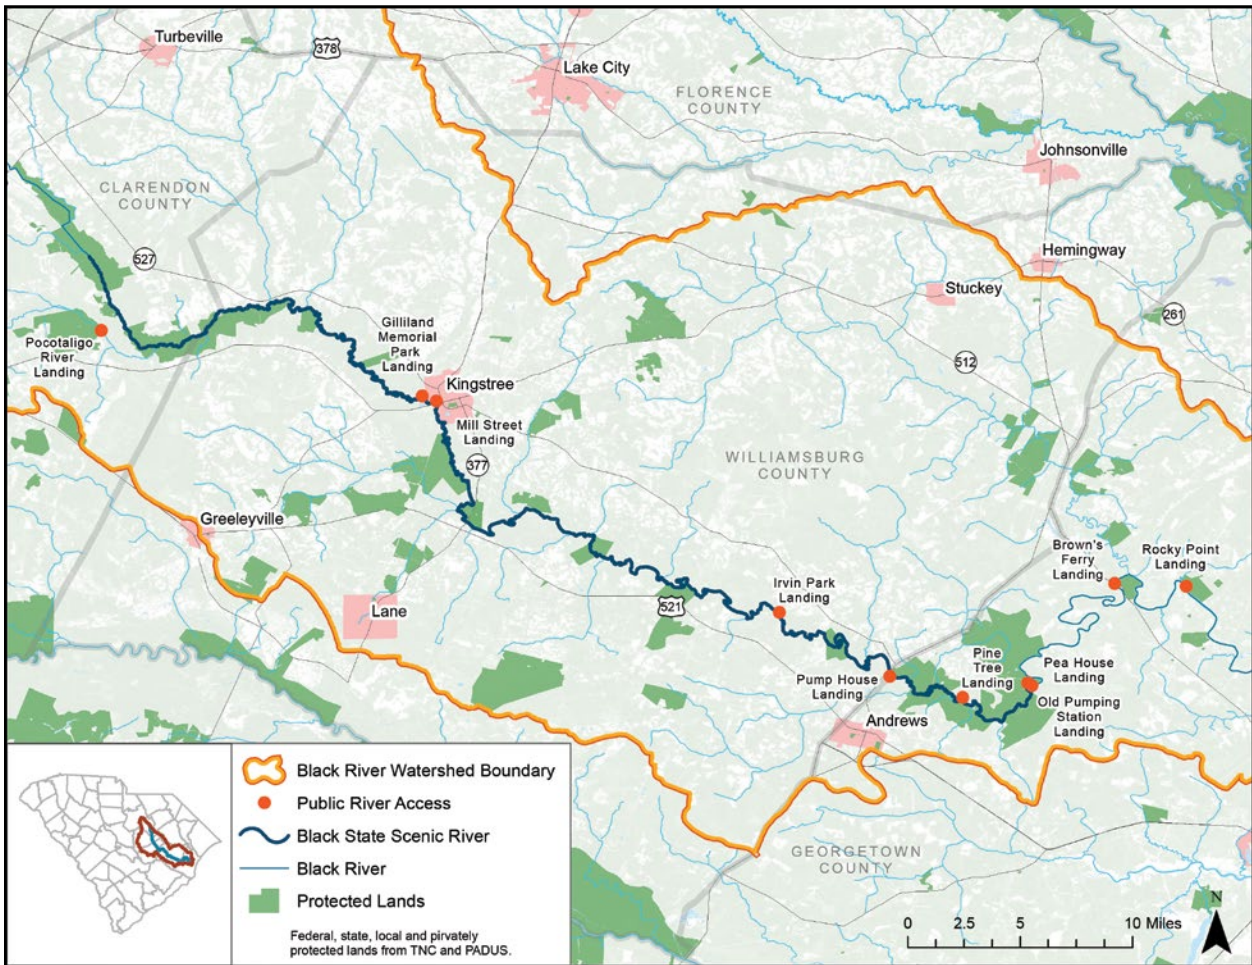 Turbeville
378
Lake City
FLORENCE
COUNTY
Johnsonville
CLARENDON
COUNTY
527
Hemingway
Stuckey
261
Pocotaligo
River
Landing
Gilliland
Memorial
Park
Landing
Kingstree
Mill Street
Landing
512
377
WILLIAMSBURG
COUNTY
Greeleyville
Lane
521
Irvin Park
Landing
Brown's
Ferry
Landing
Rocky Point
Landing
Pump House
Landing
Pine
Tree
Landing
Pea House
Landing
Old Pumping
Station
Landing
Andrews
GEORGETOWN
COUNTY
Black River Watershed Boundary
Public River Access
Black State Scenic River
Black River
Protected Lands
Federal, state, local and pirvately
protected lands from TNC and PADUS.
0 2.5 5 10 Miles
N